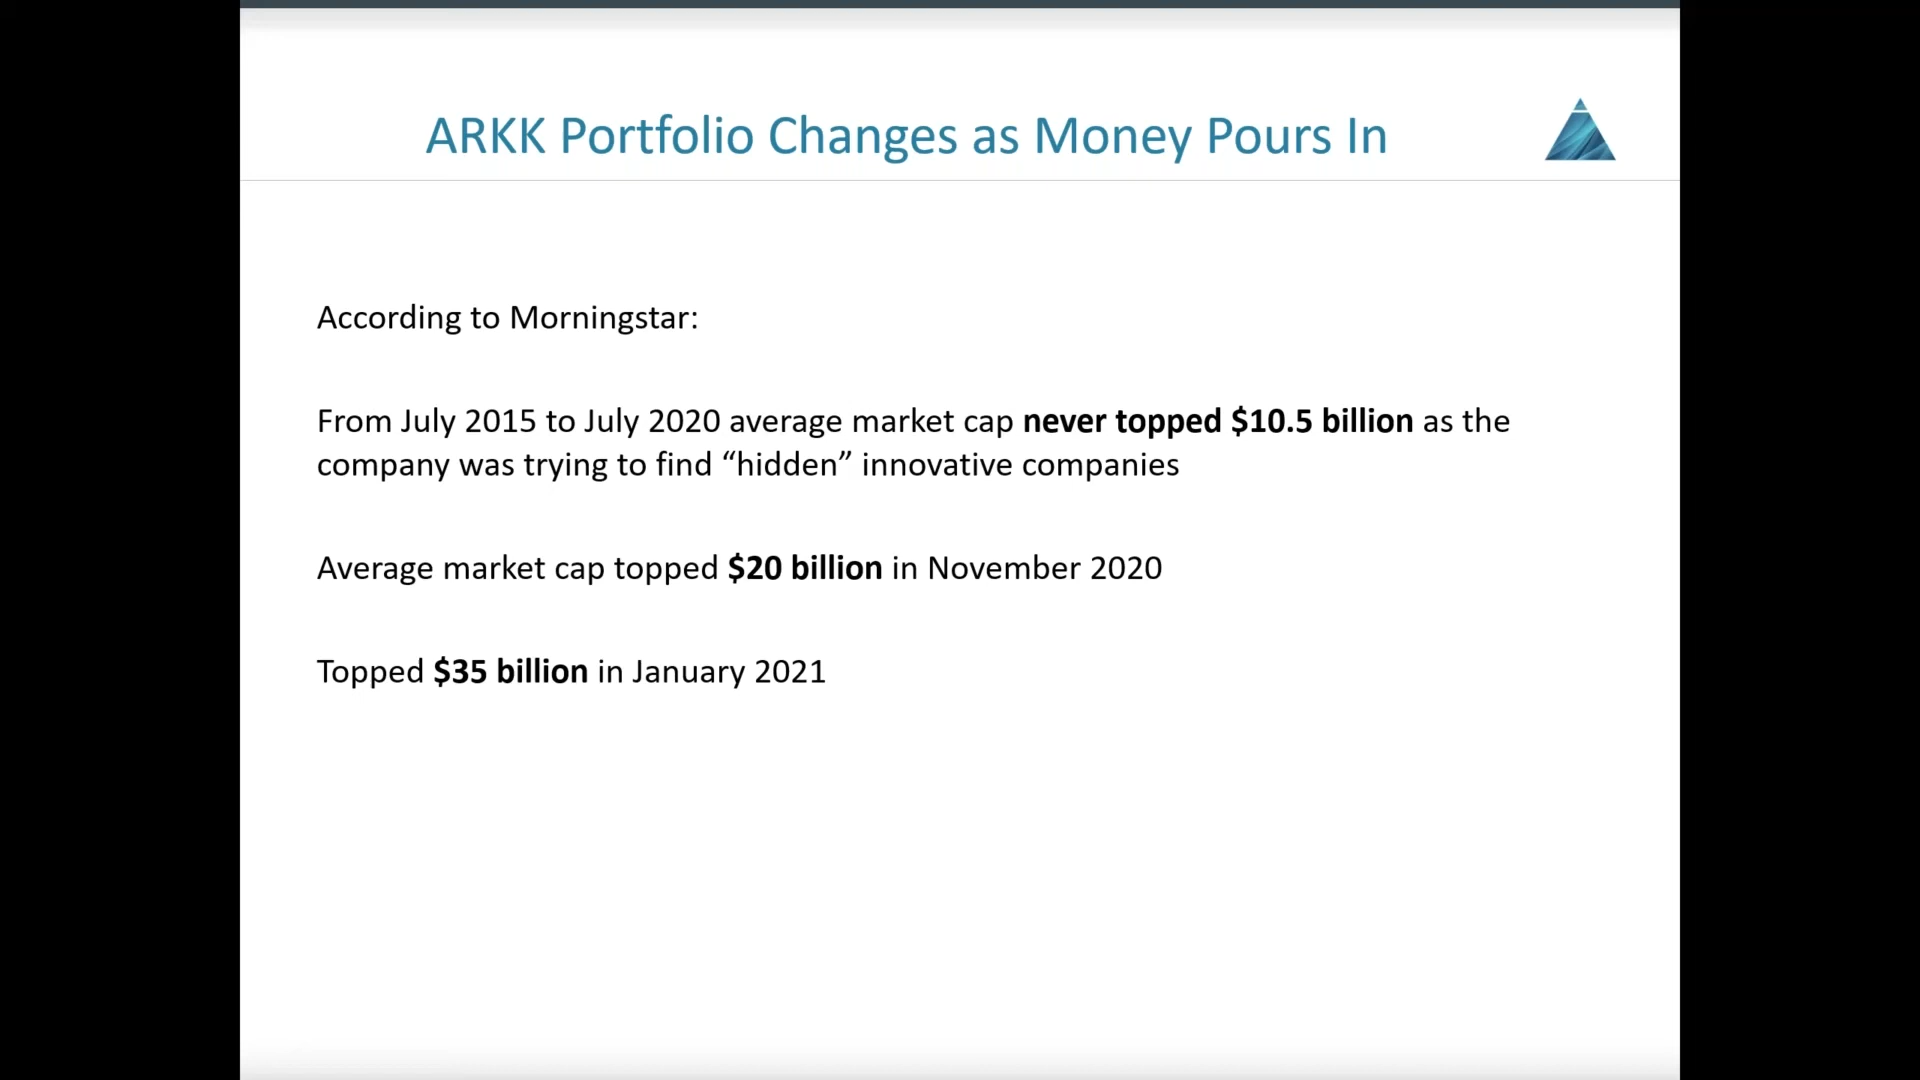 ARKK Portfolio Changes as Money Pours In
According to Morningstar:
From July 2015 to July 2020 average market cap never topped $10.5 billion as the
company was trying to find “hidden” innovative companies
Average market cap topped $20 billion in November 2020
Topped $35 billion in January 2021